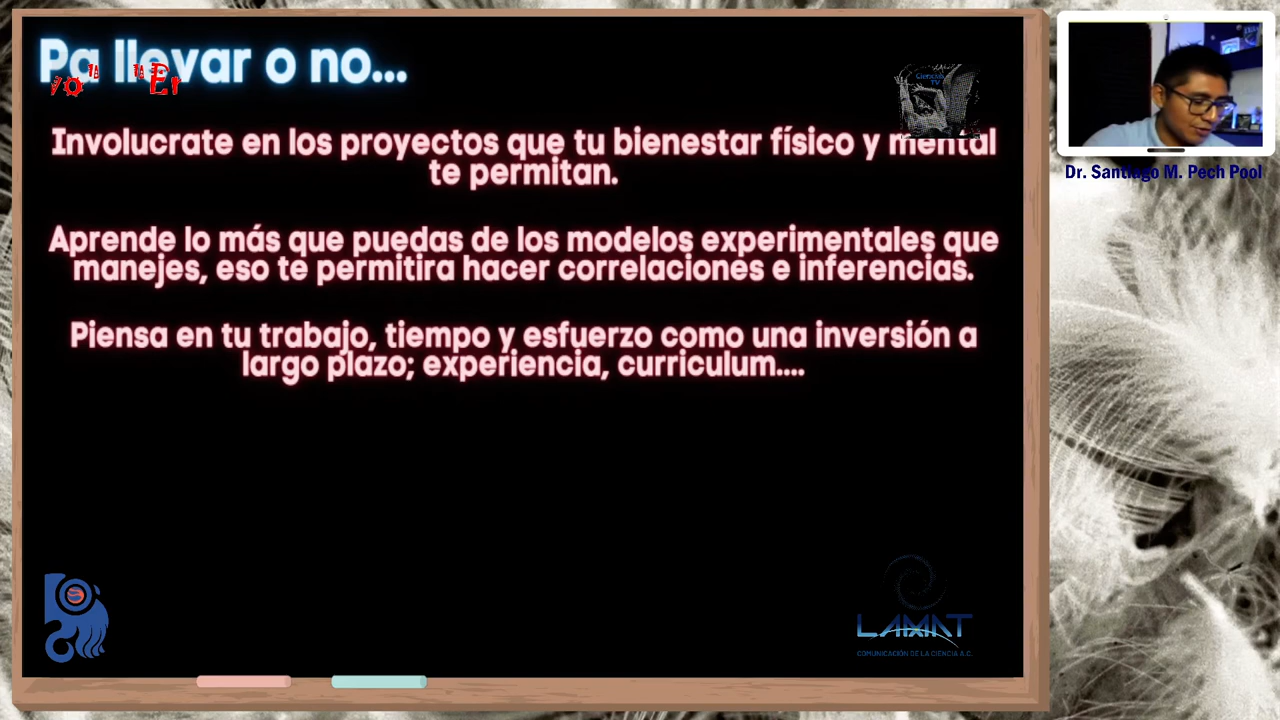 Pa llevar o no...
Ciencias TV
Involucrate en los proyectos que tu bienestar físico y mental
te permitan.
Dr. Santiago M. Pech Pool
Aprende lo más que puedas de los modelos experimentales que
manejes, eso te permitira hacer correlaciones e inferencias.
Piensa en tu trabajo, tiempo y esfuerzo como una inversión a
largo plazo; experiencia, curriculum....
LAMAT
COMUNICACIÓN DE LA CIENCIA A.C.